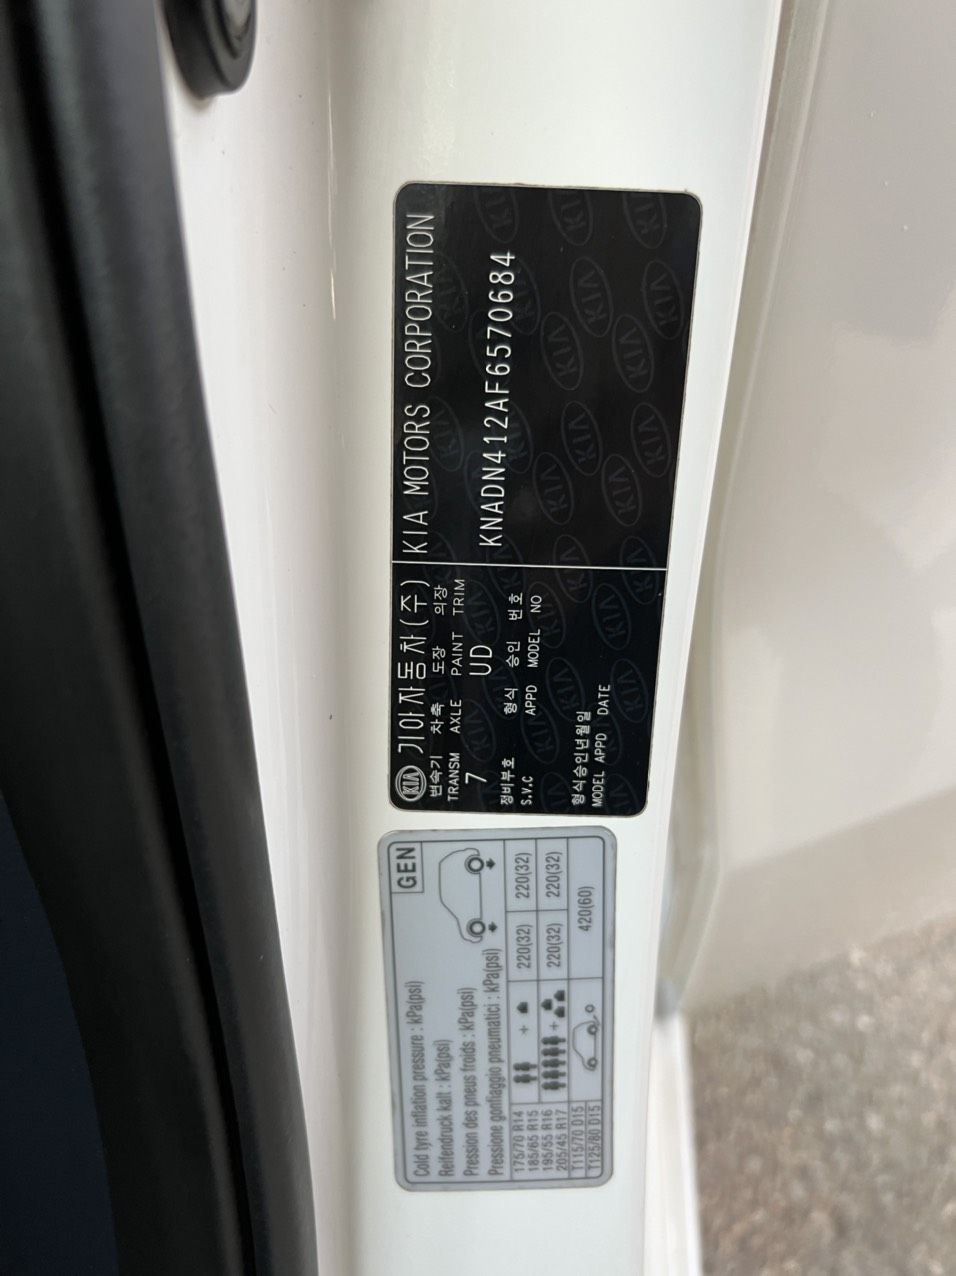 KIA 기아자동차(주) KIA MOTORS CORPORATION
변속기 차축 도장 의장
TRANSM AXLE PAINT TRIM
7 UD KNADN412AF6570684
정비부호 형식 승인 번호
S.V.C APPD MODEL NO
형식승인년월일
MODEL APPD DATE
GEN
Cold tyre inflation pressure : kPa(psi)
Reifendruck kalt : kPa(psi)
Pression des pneus froids : kPa(psi)
Pressione gonfiaggio pneumatici : kPa(psi)
175/70 R14
185/65 R15
+ 220(32) 220(32)
195/55 R16
205/45 R17
+ 220(32) 220(32)
T115/70 D15
T125/80 D15
420(60)